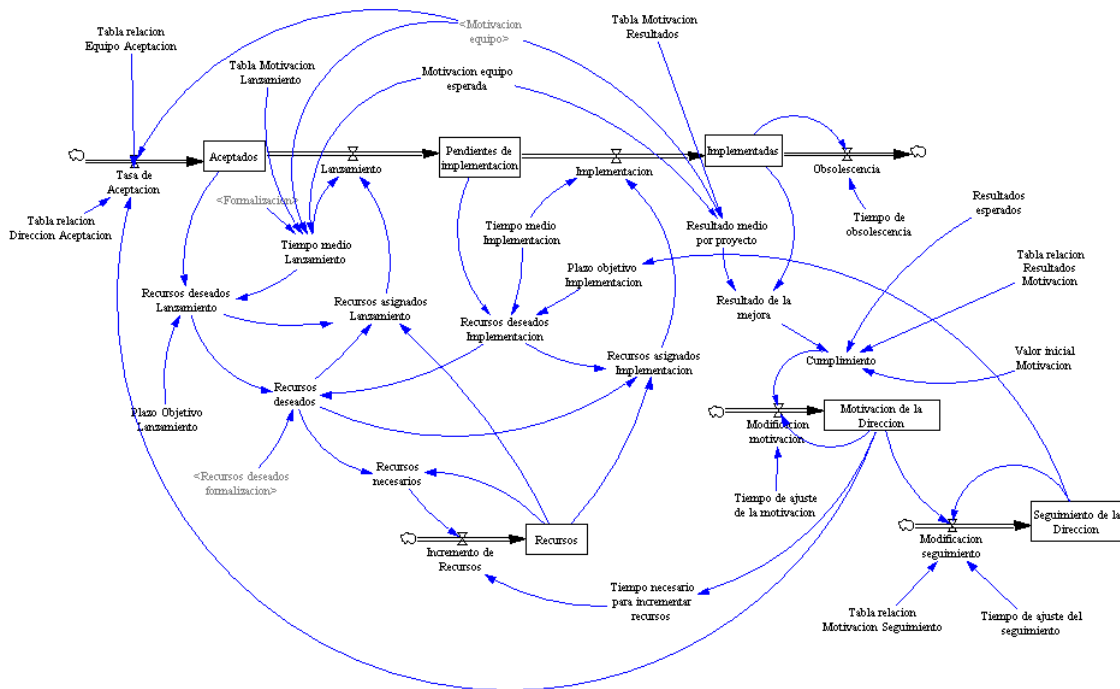 Tabla relacion
Equipo Aceptacion
<Motivacion
equipo>
Tabla Motivacion
Resultados
Tabla Motivacion
Lanzamiento
Motivacion equipo
esperada
Aceptados
Pendientes de
implementacion
Implementadas
Tasa de
Aceptacion
Lanzamiento
Implementacion
Obsolescencia
Tabla relacion
Direccion Aceptacion
<Formalizacion>
Tiempo medio
Lanzamiento
Tiempo medio
Implementacion
Resultado medio
por proyecto
Tiempo de
obsolescencia
Resultados
esperados
Tabla relacion
Resultados
Motivacion
Plazo objetivo
Implementacion
Recursos deseados
Lanzamiento
Recursos asignados
Lanzamiento
Recursos deseados
Implementacion
Resultado de la
mejora
Recursos asignados
Implementacion
Cumplimiento
Valor inicial
Motivacion
Recursos
deseados
Plazo Objetivo
Lanzamiento
Motivacion de la
Direccion
Modificacion
motivacion
<Recursos deseados
formalizacion>
Recursos
necesarios
Tiempo de ajuste
de la motivacion
Seguimiento de la
Direccion
Recursos
Incremento de
Recursos
Modificacion
seguimiento
Tiempo necesario
para incrementar
recursos
Tabla relacion
Motivacion Seguimiento
Tiempo de ajuste del
seguimiento